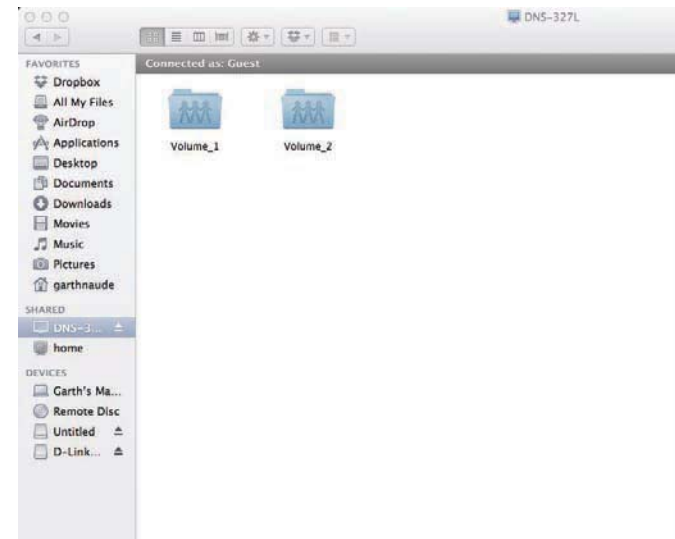 DNS-327L
FAVORITES
Dropbox
All My Files
AirDrop
Applications
Desktop
Documents
Downloads
Movies
Music
Pictures
garthnaude
SHARED
DNS-3...
home
DEVICES
Garth's Ma...
Remote Disc
Untitled
D-Link...
Connected as: Guest
Volume_1 Volume_2